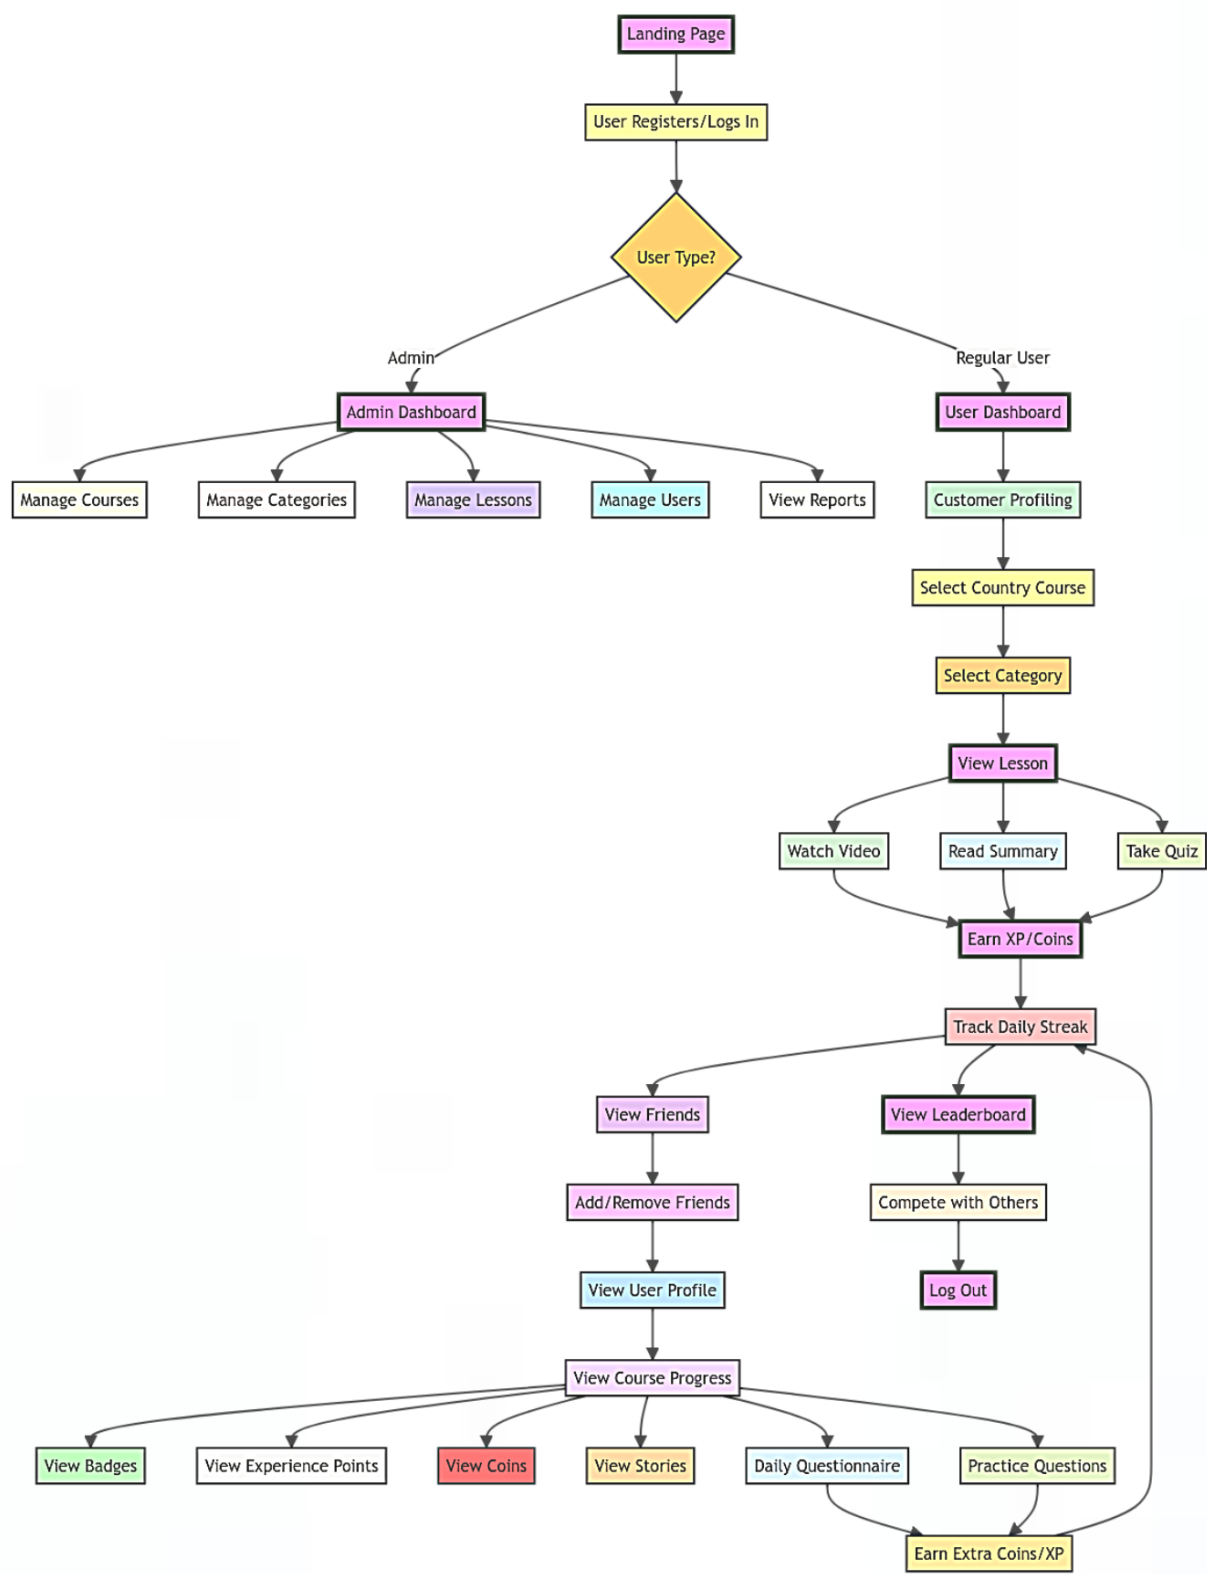 Landing Page
User Registers/Logs In
User Type?
Admin
Regular User
Admin Dashboard
User Dashboard
Manage Courses
Manage Categories
Manage Lessons
Manage Users
View Reports
Customer Profiling
Select Country Course
Select Category
View Lesson
Watch Video
Read Summary
Take Quiz
Earn XP/Coins
Track Daily Streak
View Friends
View Leaderboard
Add/Remove Friends
Compete with Others
View User Profile
Log Out
View Course Progress
View Badges
View Experience Points
View Coins
View Stories
Daily Questionnaire
Practice Questions
Earn Extra Coins/XP